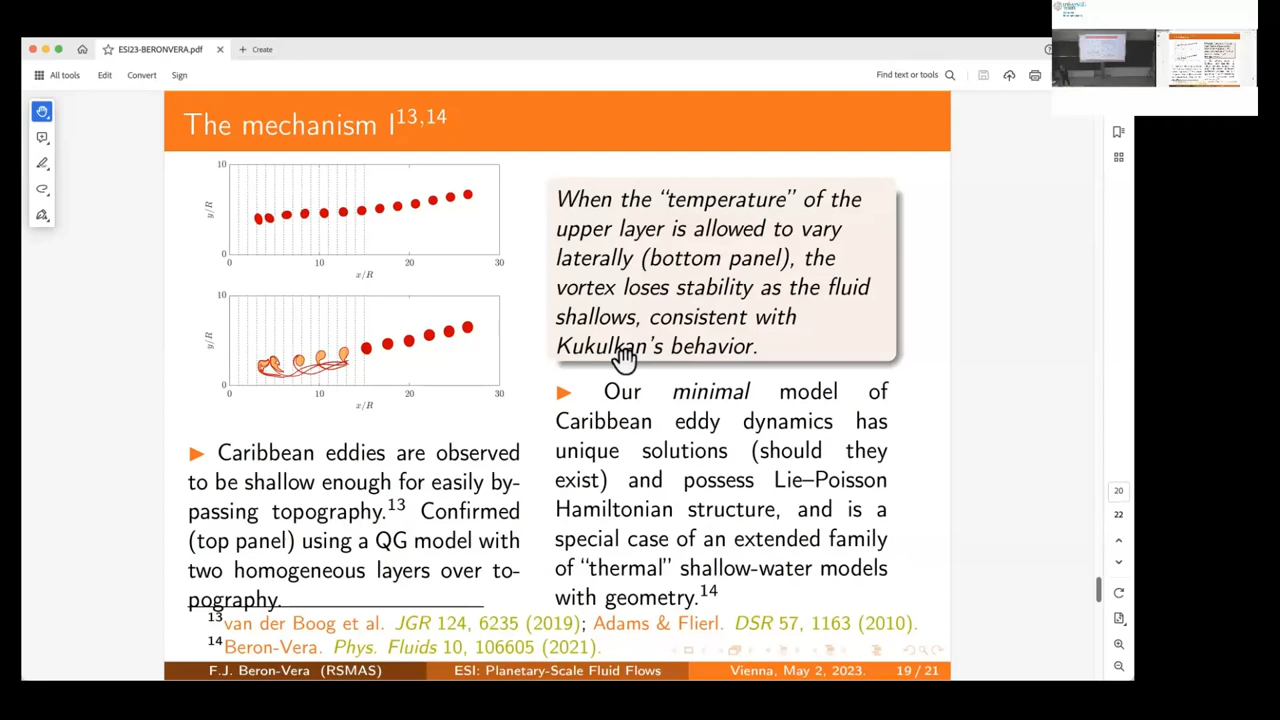 ESI23-BERONVERA.pdf
Create
All tools
Edit
Convert
Sign
Find text or tools
The mechanism I13,14
10
y/R
0
0
10
20
30
x/R
10
y/R
0
0
10
20
30
x/R
▶ Caribbean eddies are observed
to be shallow enough for easily by-
passing topography.13 Confirmed
(top panel) using a QG model with
two homogeneous layers over to-
pography.
When the “temperature” of the
upper layer is allowed to vary
laterally (bottom panel), the
vortex loses stability as the fluid
shallows, consistent with
Kukulkan's behavior.
▶ Our minimal model of
Caribbean eddy dynamics has
unique solutions (should they
exist) and possess Lie–Poisson
Hamiltonian structure, and is a
special case of an extended family
of “thermal” shallow-water models
with geometry.14
13van der Boog et al. JGR 124, 6235 (2019); Adams & Flierl. DSR 57, 1163 (2010).
14Beron-Vera. Phys. Fluids 10, 106605 (2021).
F.J. Beron-Vera (RSMAS)
ESI: Planetary-Scale Fluid Flows
Vienna, May 2, 2023.
19 / 21
20
22